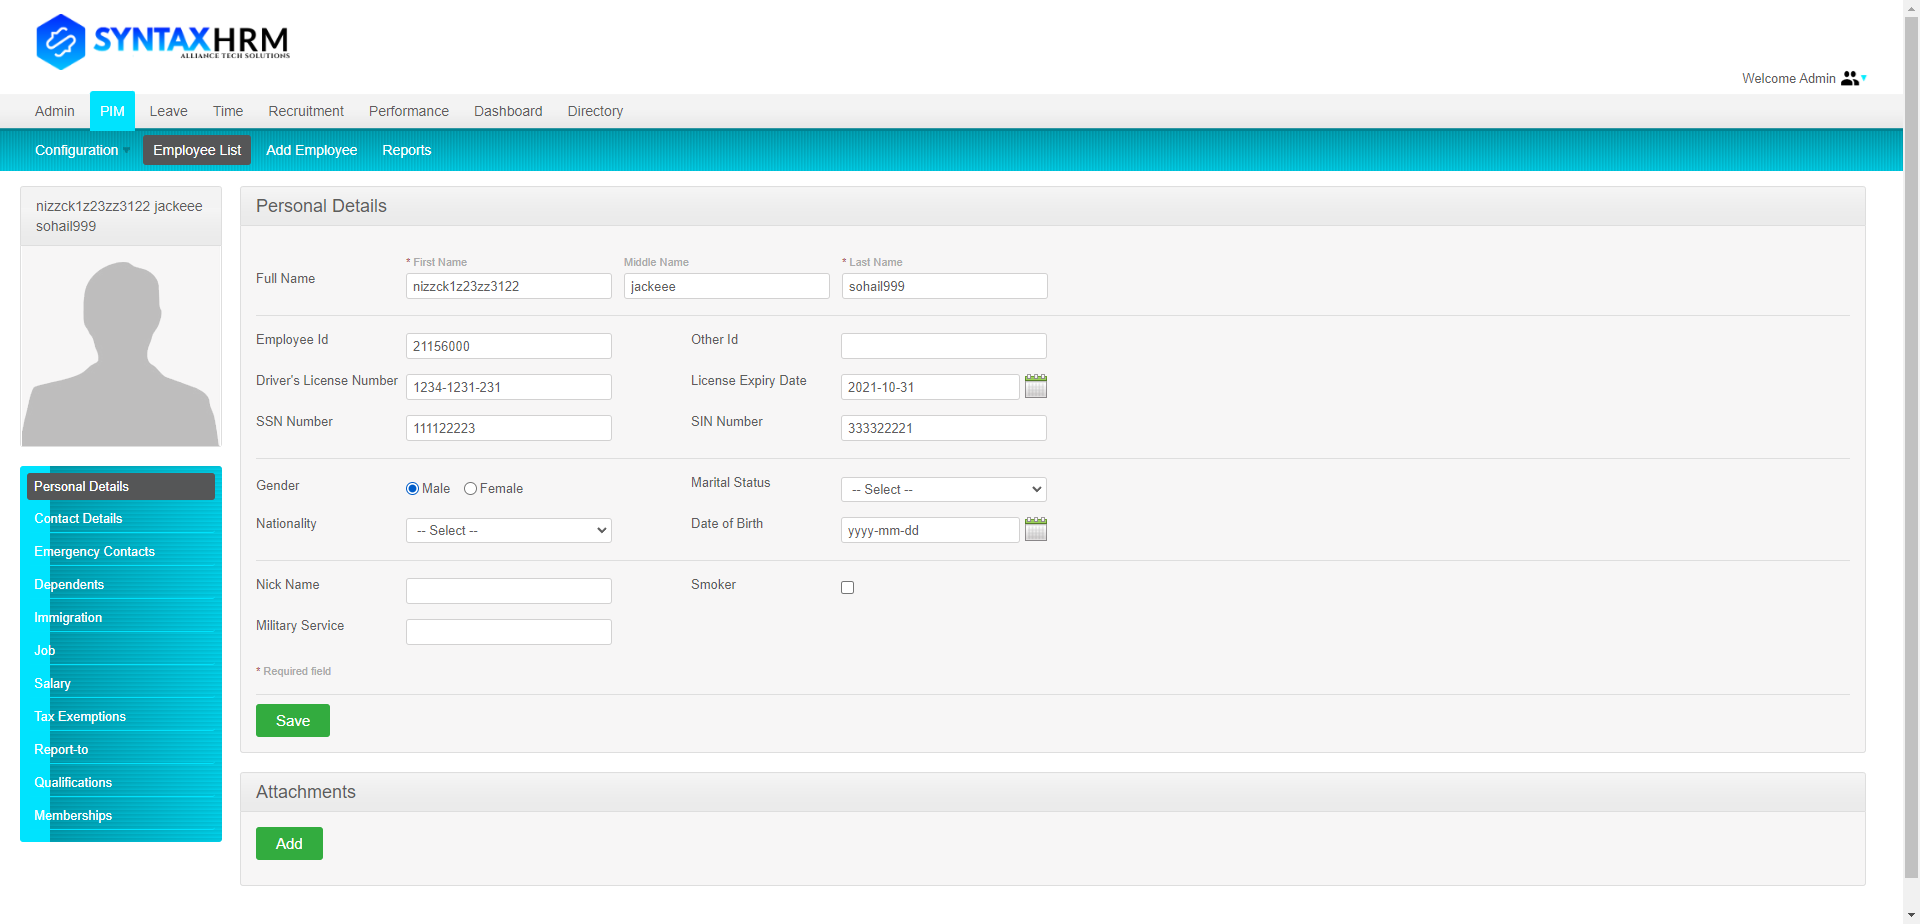 SYNTAXHRM
ALLIANCE TECH SOLUTIONS
Welcome Admin
Admin PIM Leave Time Recruitment Performance Dashboard Directory
Configuration Employee List Add Employee Reports
nizzck1z23zz3122 jackeee
sohail999
Personal Details
Contact Details
Emergency Contacts
Dependents
Immigration
Job
Salary
Tax Exemptions
Report-to
Qualifications
Memberships
Personal Details
* First Name Middle Name * Last Name
Full Name nizzck1z23zz3122 jackeee sohail999
Employee Id 21156000 Other Id
Driver's License Number 1234-1231-231 License Expiry Date 2021-10-31
SSN Number 111122223 SIN Number 333322221
Gender Male Female Marital Status -- Select --
Nationality -- Select -- Date of Birth yyyy-mm-dd
Nick Name Smoker
Military Service
* Required field
Save
Attachments
Add